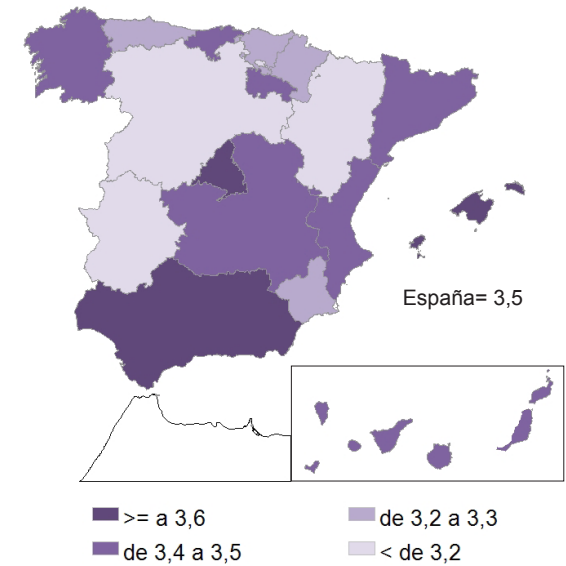 España= 3,5
>= a 3,6
de 3,2 a 3,3
de 3,4 a 3,5
< de 3,2